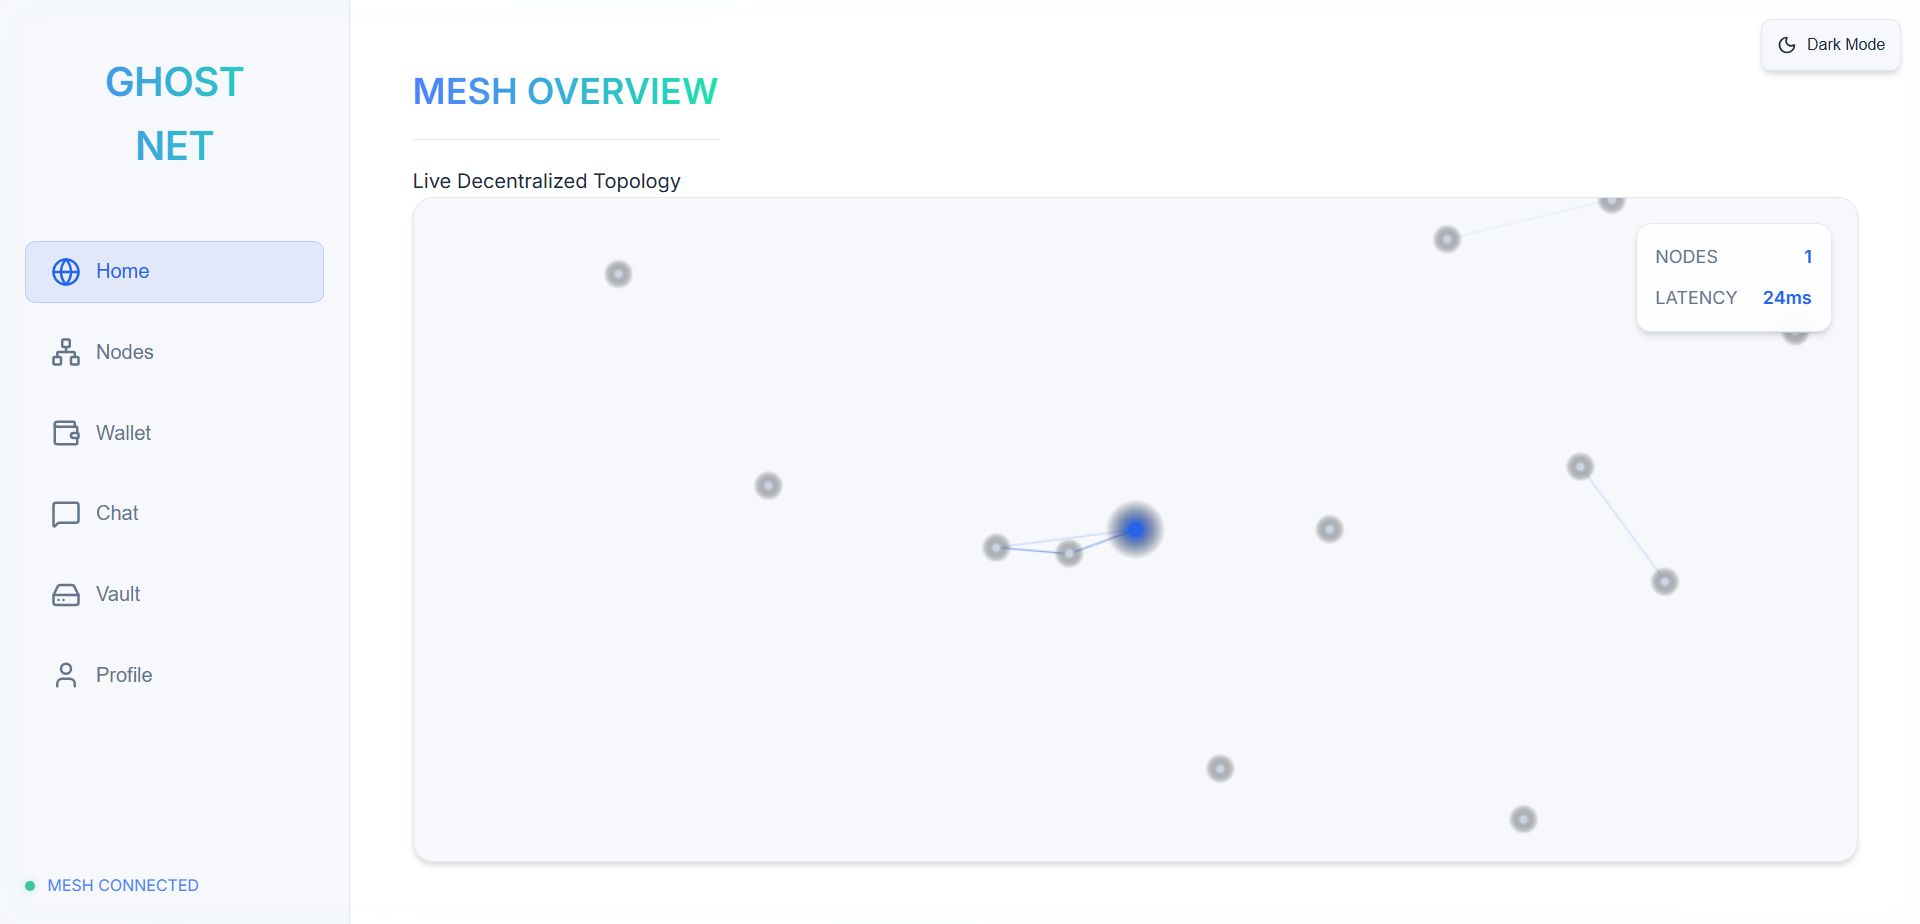 GHOST
NET
Home
Nodes
Wallet
Chat
Vault
Profile
MESH CONNECTED
Dark Mode
MESH OVERVIEW
Live Decentralized Topology
NODES 1
LATENCY 24ms